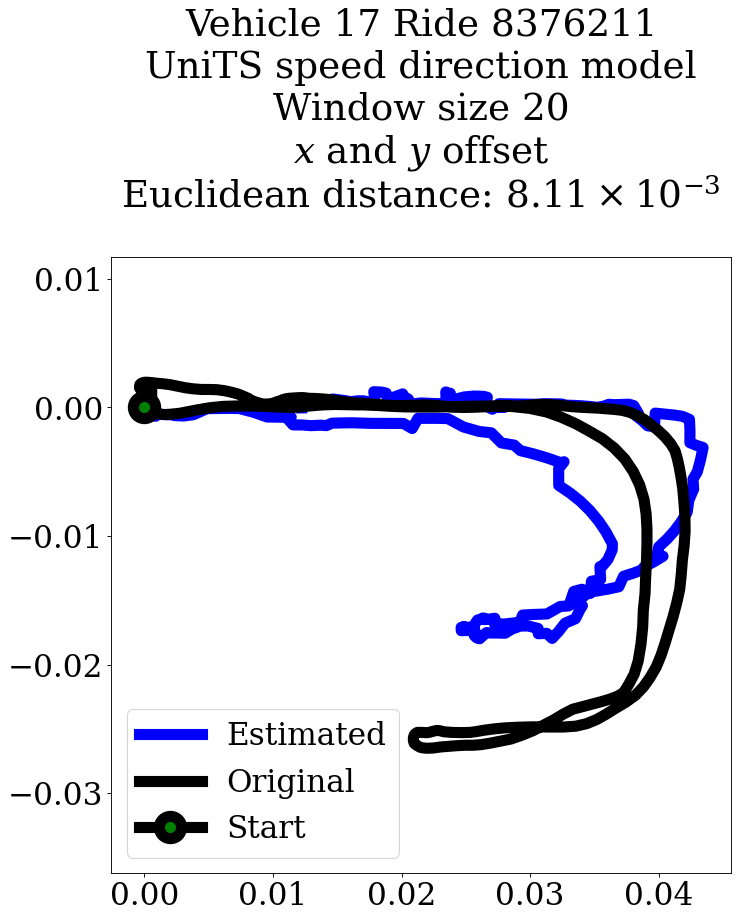 Vehicle 17 Ride 8376211
UniTS speed direction model
Window size 20
x and y offset
Euclidean distance: 8.11 × 10⁻³
0.01
0.00
−0.01
−0.02
−0.03
Estimated
Original
Start
0.00 0.01 0.02 0.03 0.04